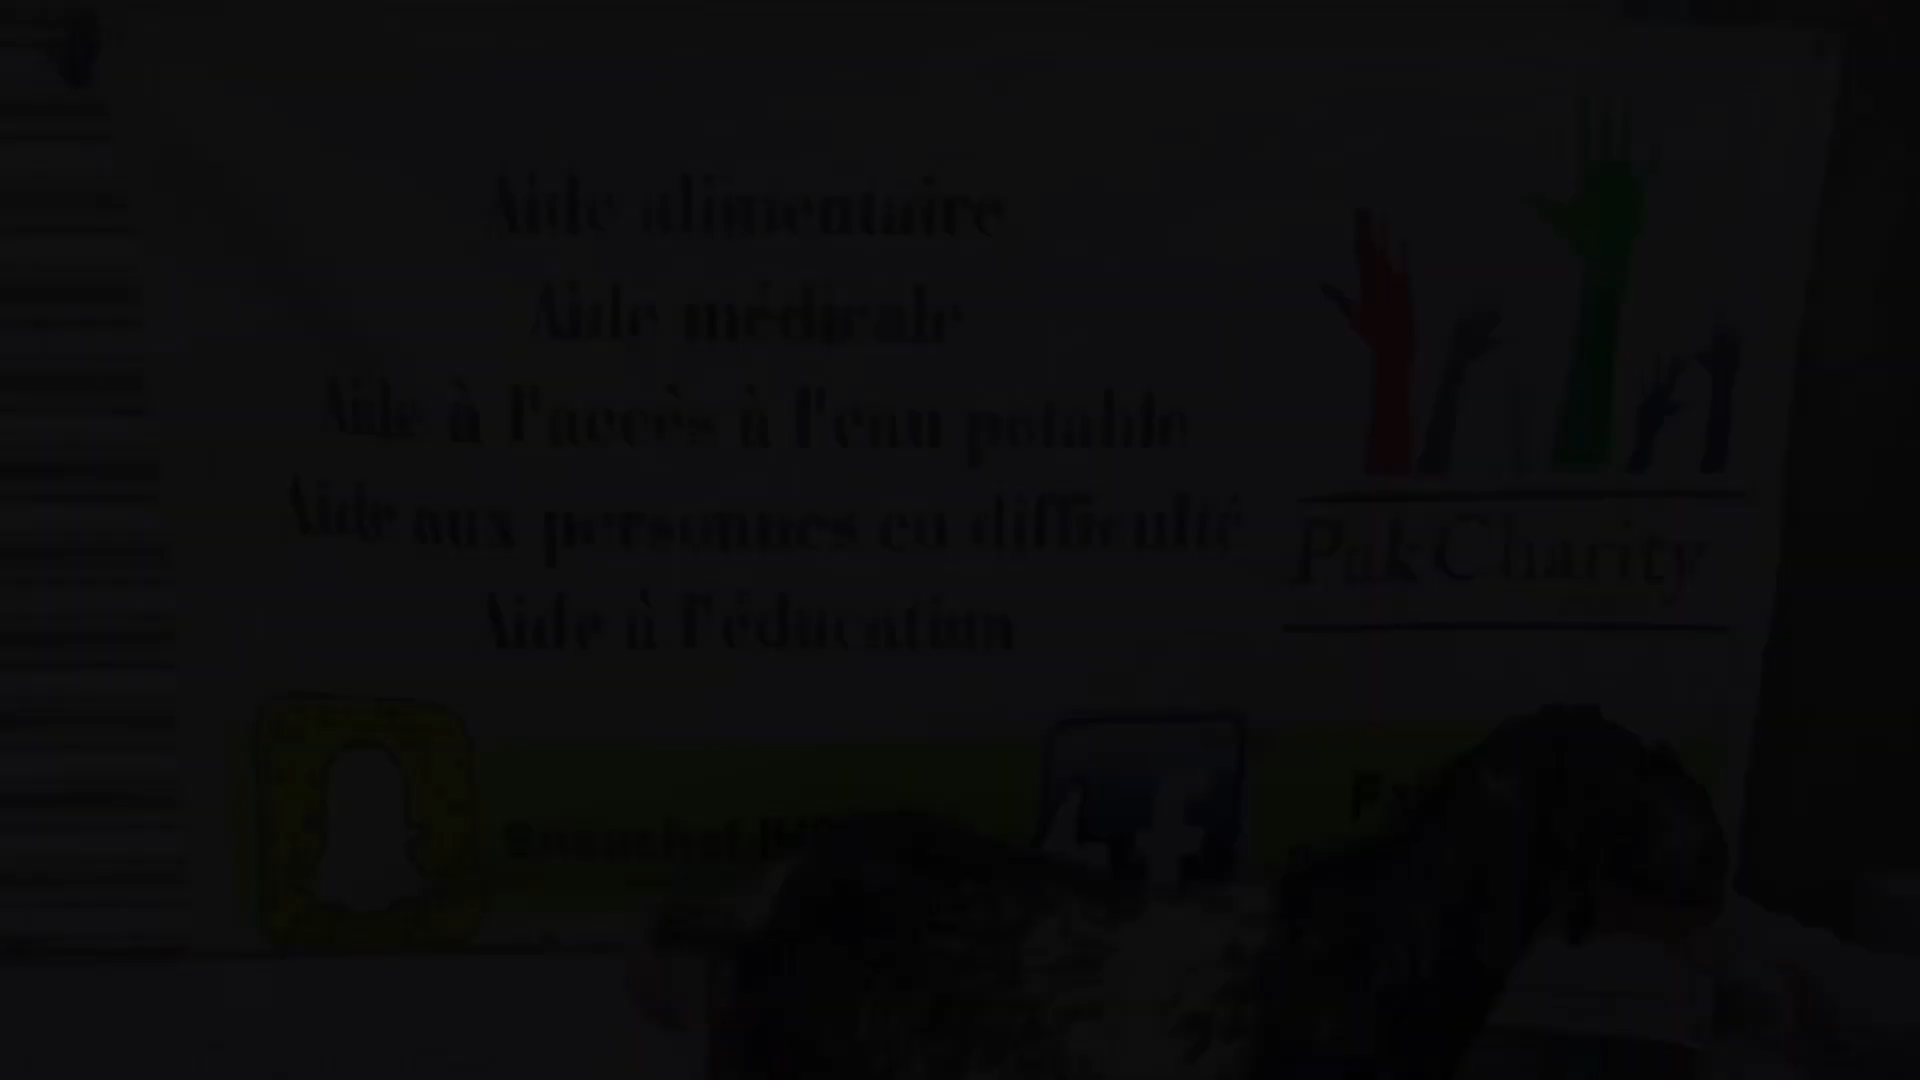 Aide alimentaire
Aide médicale
Aide à l'accès à l'eau potable
Aide aux personnes en difficulté
Aide à l'éducation
PakCharity
Snapchat